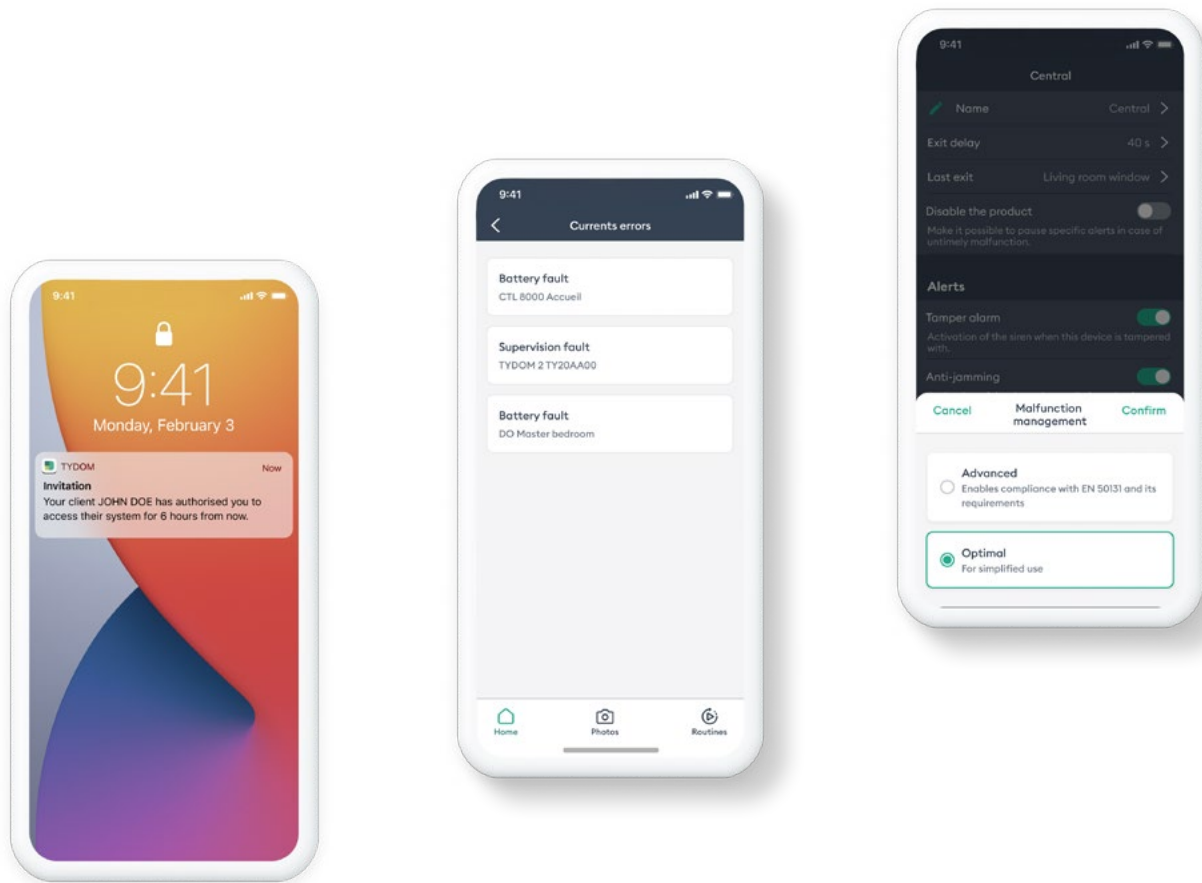 9:41
9:41
Monday, February 3
TYDOM Now
Invitation
Your client JOHN DOE has authorised you to
access their system for 6 hours from now.
9:41
Currents errors
Battery fault
CTL 8000 Accueil
Supervision fault
TYDOM 2 TY20AA00
Battery fault
DO Master bedroom
Home Photos Routines
9:41
Central
Name Central
Exit delay 40 s
Last exit Living room window
Disable the product
Make it possible to pause specific alerts in case of
untimely malfunction.
Alerts
Tamper alarm
Activation of the siren when this device is tampered
with.
Anti-jamming
Cancel Malfunction Confirm
management
Advanced
Enables compliance with EN 50131 and its
requirements
Optimal
For simplified use